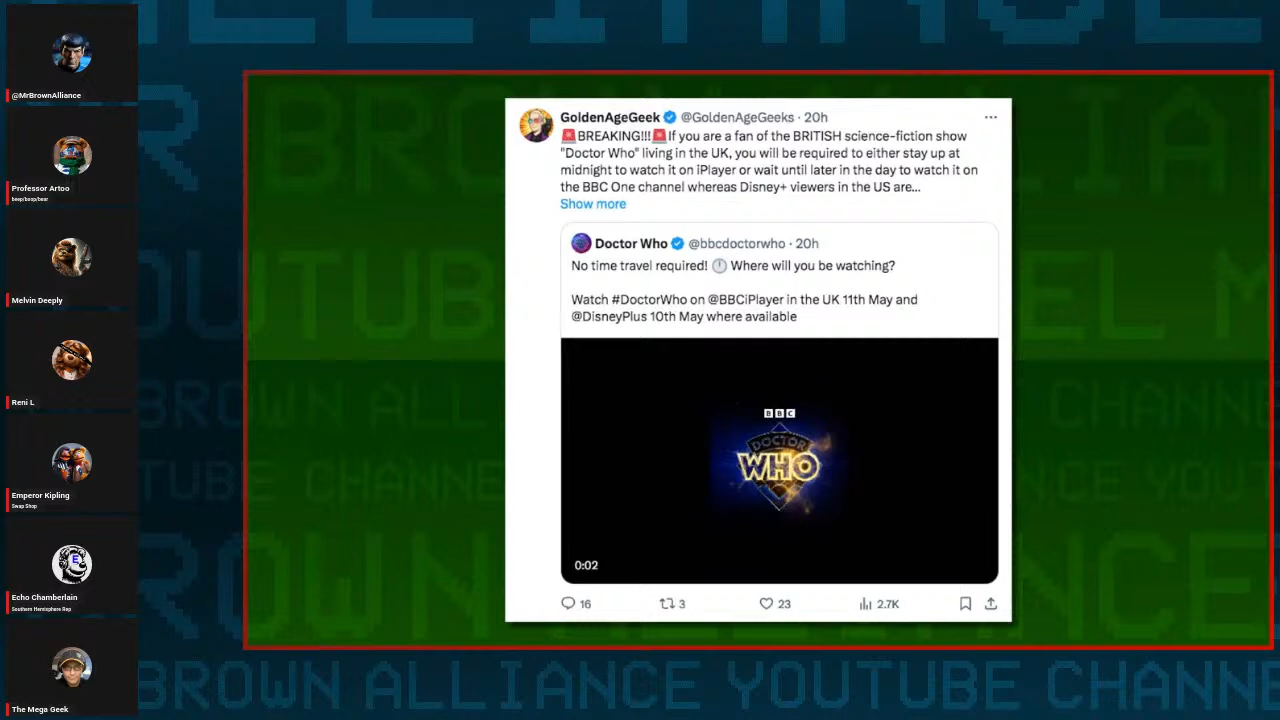 @MrBrownAlliance
Professor Artoo
beep/boop/bear
Melvin Deeply
Reni L
Emperor Kipling
Swap Shop
Echo Chamberlain
Southern Hemisphere Rep
The Mega Geek
GoldenAgeGeek @GoldenAgeGeeks · 20h
🚨BREAKING!!!🚨If you are a fan of the BRITISH science-fiction show
"Doctor Who" living in the UK, you will be required to either stay up at
midnight to watch it on iPlayer or wait until later in the day to watch it on
the BBC One channel whereas Disney+ viewers in the US are...
Show more
Doctor Who @bbcdoctorwho · 20h
No time travel required! 🕛 Where will you be watching?
Watch #DoctorWho on @BBCiPlayer in the UK 11th May and
@DisneyPlus 10th May where available
BBC
DOCTOR
WHO
0:02
16 3 23 2.7K
BROWN ALLIANCE YOUTUBE CHANNE